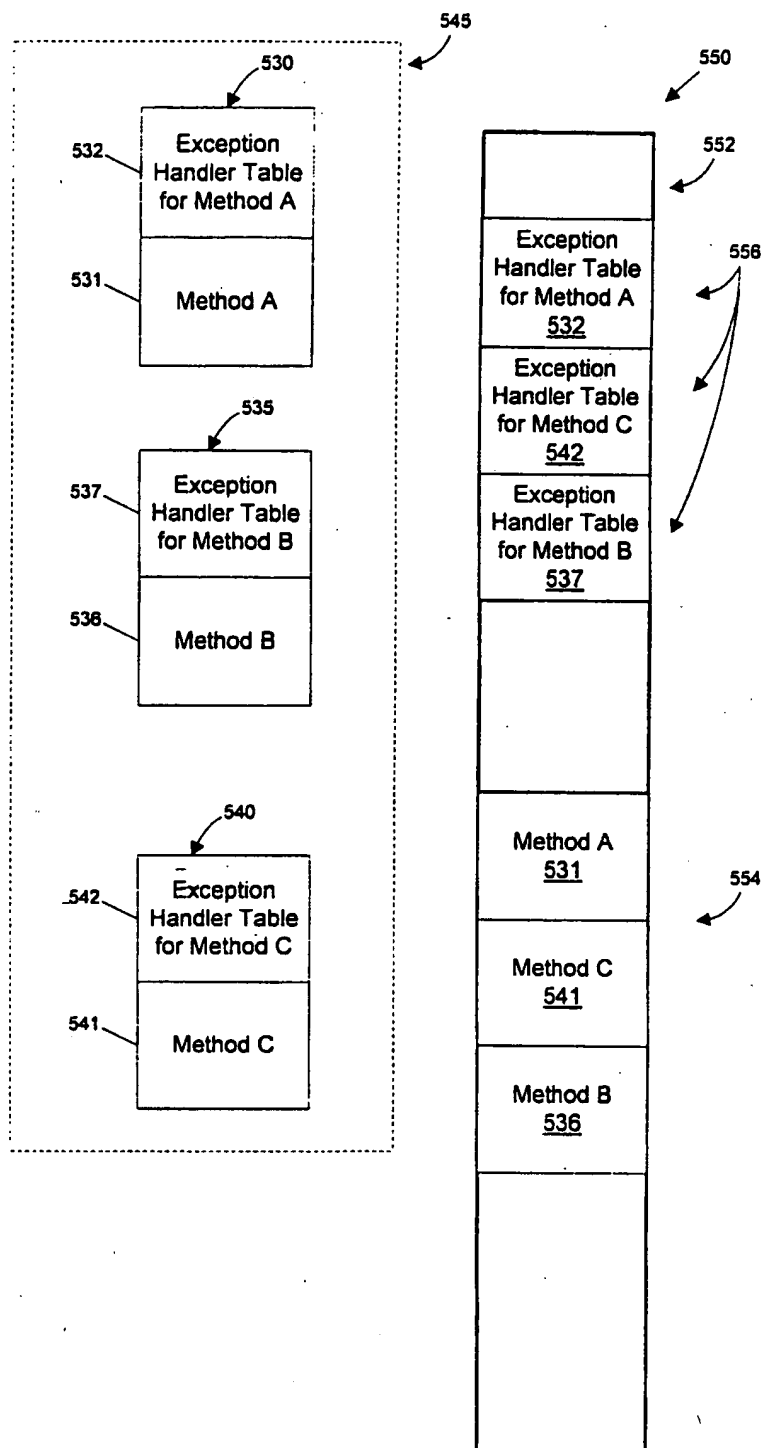 545
530
532
Exception
Handler Table
for Method A
531
Method A
535
537
Exception
Handler Table
for Method B
536
Method B
540
542
Exception
Handler Table
for Method C
541
Method C
550
552
Exception
Handler Table
for Method A
532
556
Exception
Handler Table
for Method C
542
Exception
Handler Table
for Method B
537
Method A
531
554
Method C
541
Method B
536